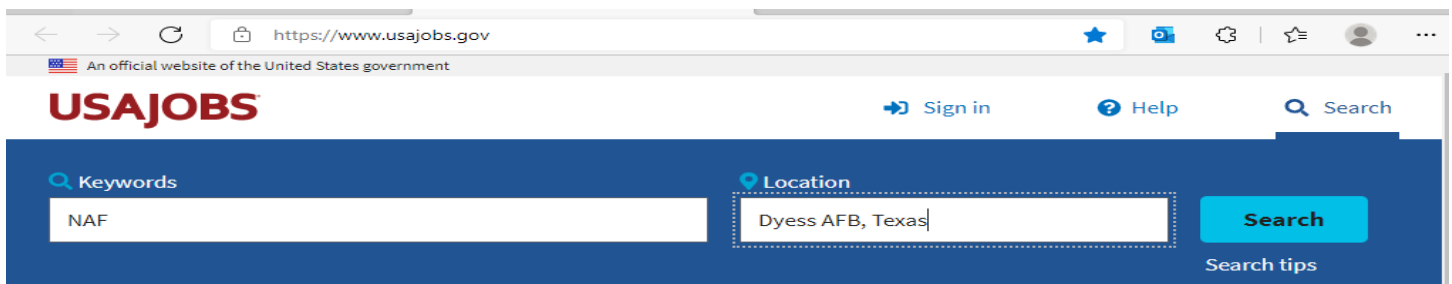 https://www.usajobs.gov
An official website of the United States government
USAJOBS
Sign in
Help
Search
Keywords
Location
NAF
Dyess AFB, Texas
Search
Search tips